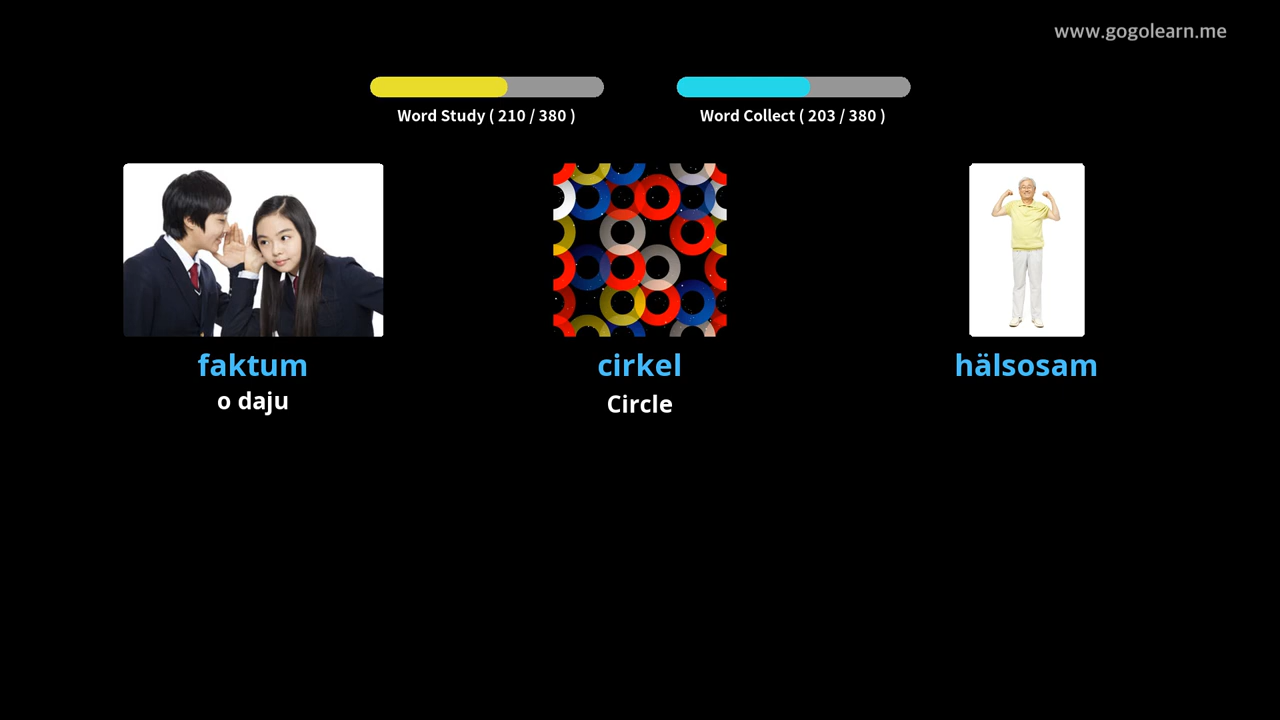 www.gogolearn.me
Word Study ( 210 / 380 )
Word Collect ( 203 / 380 )
faktum
o daju
cirkel
Circle
hälsosam